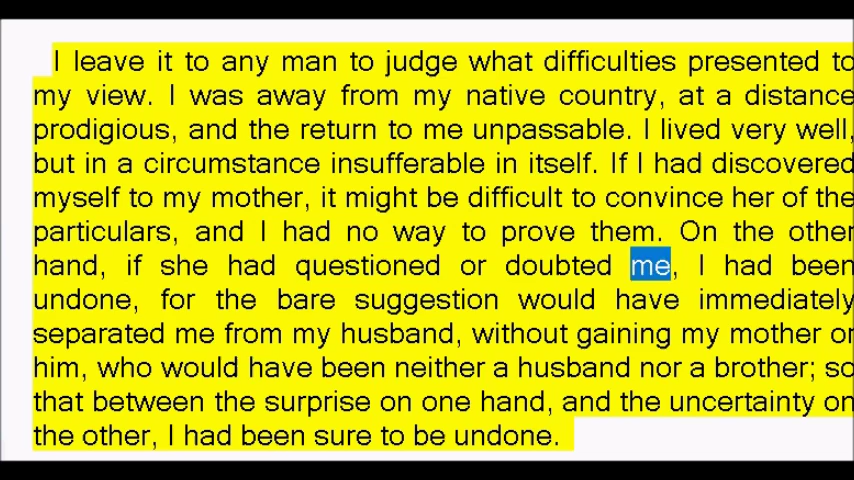 I leave it to any man to judge what difficulties presented to
my view. I was away from my native country, at a distance
prodigious, and the return to me unpassable. I lived very well,
but in a circumstance insufferable in itself. If I had discovered
myself to my mother, it might be difficult to convince her of the
particulars, and I had no way to prove them. On the other
hand, if she had questioned or doubted me, I had been
undone, for the bare suggestion would have immediately
separated me from my husband, without gaining my mother or
him, who would have been neither a husband nor a brother; so
that between the surprise on one hand, and the uncertainty on
the other, I had been sure to be undone.